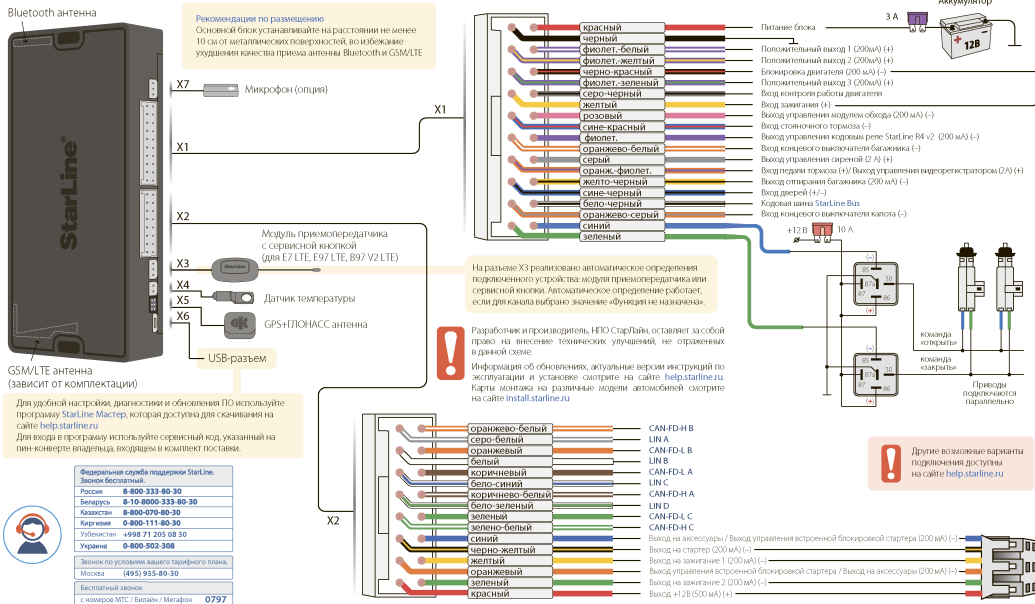 Bluetooth антенна
Рекомендации по размещению
Основной блок устанавливайте на расстоянии не менее
10 см от металлических поверхностей, во избежание
ухудшения качества приема антенны Bluetooth и GSM/LTE
StarLine®
X7
Микрофон (опция)
X1
X2
Модуль приемопередатчика
с сервисной кнопкой
(для E7 LTE, E97 LTE, B97 V2 LTE)
X3
StarLine
X4
Датчик температуры
X5
GPS+ГЛОНАСС антенна
X6
USB-разъем
GSM/LTE антенна
(зависит от комплектации)
X1
красный
Питание блока
3 А
Аккумулятор
12В
черный
фиолет.-белый
Положительный выход 1 (200мА) (+)
фиолет.-желтый
Положительный выход 2 (200мА) (+)
черно-красный
Блокировка двигателя (200 мА) (–)
фиолет.-зеленый
Положительный выход 3 (200мА) (+)
серо-черный
Вход контроля работы двигателя
желтый
Вход зажигания (+)
розовый
Выход управления модулем обхода (200 мА) (–)
сине-красный
Вход стояночного тормоза (–)
фиолет.
Выход управления кодовым реле StarLine R4 v2 (200 мА) (–)
оранжево-белый
Вход концевого выключателя багажника (–)
серый
Выход управления сиреной (2 А) (+)
оранж.-фиолет.
Вход педали тормоза (+)/ Выход управления видеорегистратором (2А) (+)
желто-черный
Выход отпирания багажника (200 мА) (–)
сине-черный
Вход дверей (+/–)
бело-черный
Кодовая шина StarLine Bus
оранжево-серый
Вход концевого выключателя капота (–)
синий
зеленый
+12 В
10 А
(–)
85
30
87a
87
86
(+)
(–)
85
30
87a
87
86
(+)
команда
«открыть»
команда
«закрыть»
Приводы
подключаются
параллельно
На разъеме X3 реализовано автоматическое определения
подключенного устройства: модуля приемопередатчика или
сервисной кнопки. Автоматическое определение работает,
если для канала выбрано значение «Функция не назначена».
Разработчик и производитель, НПО СтарЛайн, оставляет за собой
право на внесение технических улучшений, не отраженных
в данной схеме.
Информация об обновлениях, актуальные версии инструкций по
эксплуатации и установке смотрите на сайте help.starline.ru.
Карты монтажа на различные модели автомобилей смотрите
на сайте install.starline.ru
Для удобной настройки, диагностики и обновления ПО используйте
программу StarLine Мастер, которая доступна для скачивания на
сайте help.starline.ru
Для входа в программу используйте сервисный код, указанный на
пин-конверте владельца, входящем в комплект поставки.
Федеральная служба поддержки StarLine.
Звонок бесплатный.
Россия 8-800-333-80-30
Беларусь 8-10-8000-333-80-30
Казахстан 8-800-070-80-30
Киргизия 0-800-111-80-30
Узбекистан +998 71 205 08 30
Украина 0-800-502-308
Звонок по условиям вашего тарифного плана.
Москва (495) 935-80-30
Бесплатный звонок
с номеров МТС / Билайн / Мегафон 0797
X2
оранжево-белый
CAN-FD-H B
серо-белый
LIN A
оранжевый
CAN-FD-L B
белый
LIN B
коричневый
CAN-FD-L A
бело-синий
LIN C
коричнево-белый
CAN-FD-H A
бело-зеленый
LIN D
зеленый
CAN-FD-L C
зелено-белый
CAN-FD-H C
синий
Выход на аксессуары / Выход управления встроенной блокировкой стартера (200 мА) (–)
черно-желтый
Выход на стартер (200 мА) (–)
желтый
Выход на зажигание 1 (200 мА) (–)
оранжевый
Выход управления встроенной блокировкой стартера / Выход на аксессуары (200 мА) (–)
зеленый
Выход на зажигание 2 (200 мА) (–)
красный
Выход +12В (500 мА) (+)
Другие возможные варианты
подключения доступны
на сайте help.starline.ru